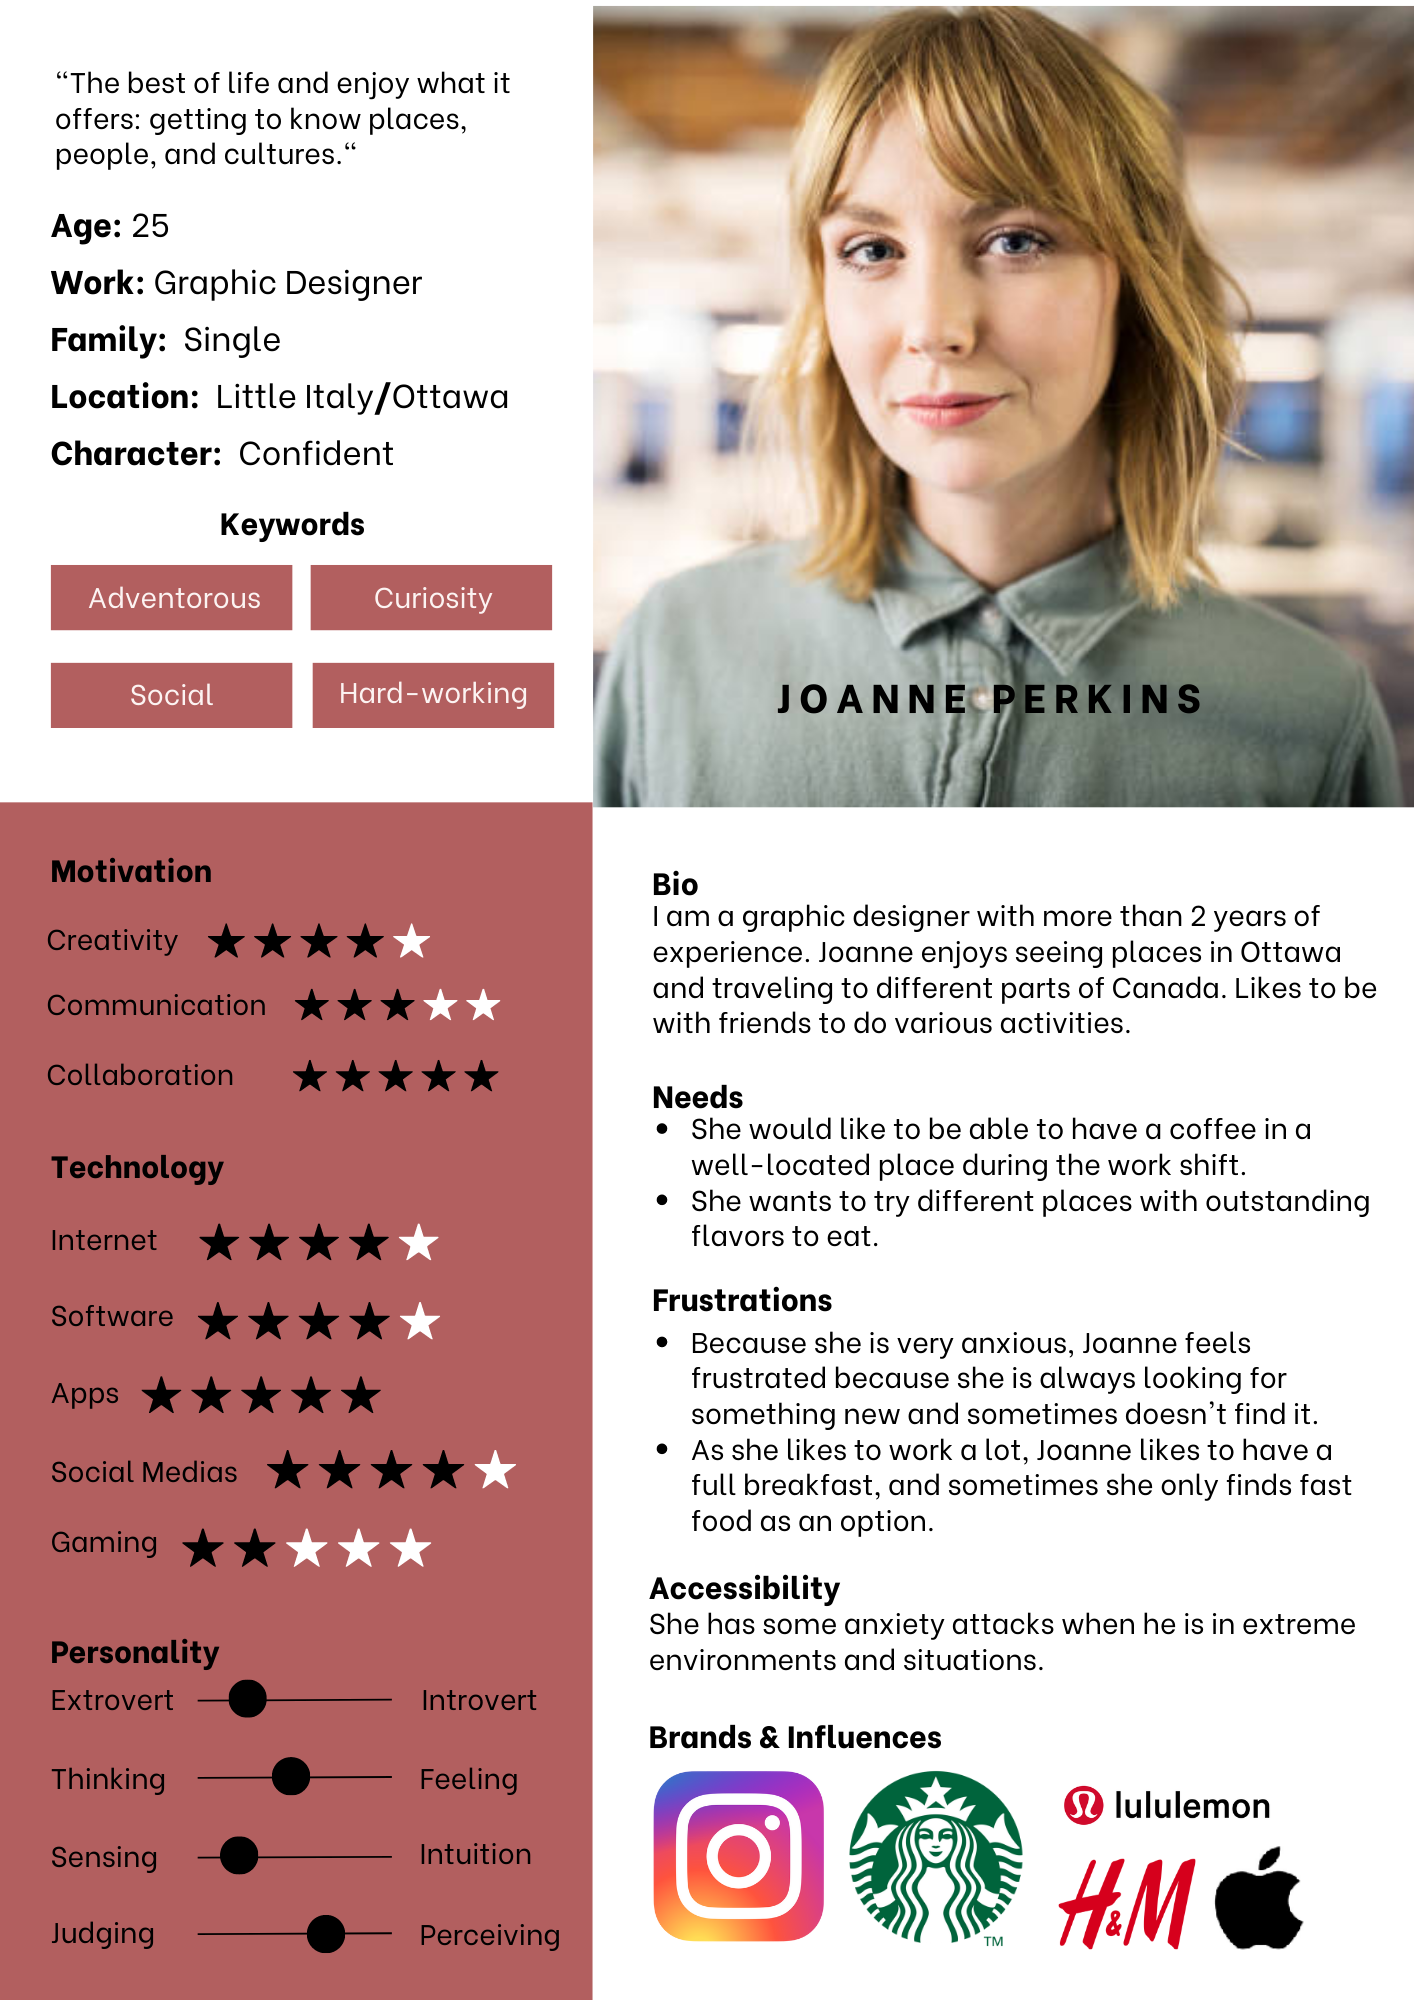 “The best of life and enjoy what it
offers: getting to know places,
people, and cultures.“
Age: 25
Work: Graphic Designer
Family: Single
Location: Little Italy/Ottawa
Character: Confident
Keywords
Adventorous
Curiosity
Social
Hard-working
JOANNE PERKINS
Motivation
Creativity
Communication
Collaboration
Technology
Internet
Software
Apps
Social Medias
Gaming
Personality
Extrovert Introvert
Thinking Feeling
Sensing Intuition
Judging Perceiving
Bio
I am a graphic designer with more than 2 years of
experience. Joanne enjoys seeing places in Ottawa
and traveling to different parts of Canada. Likes to be
with friends to do various activities.
Needs
• She would like to be able to have a coffee in a
well-located place during the work shift.
• She wants to try different places with outstanding
flavors to eat.
Frustrations
• Because she is very anxious, Joanne feels
frustrated because she is always looking for
something new and sometimes doesn't find it.
• As she likes to work a lot, Joanne likes to have a
full breakfast, and sometimes she only finds fast
food as an option.
Accessibility
She has some anxiety attacks when he is in extreme
environments and situations.
Brands & Influences
TM
lululemon
H&M